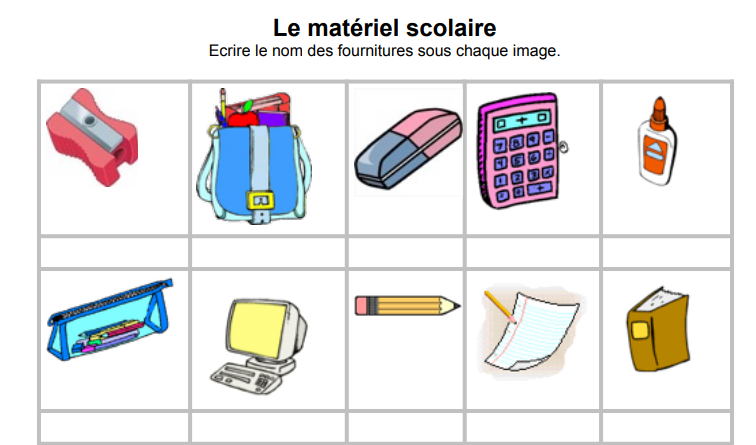 Le matériel scolaire
Ecrire le nom des fournitures sous chaque image.